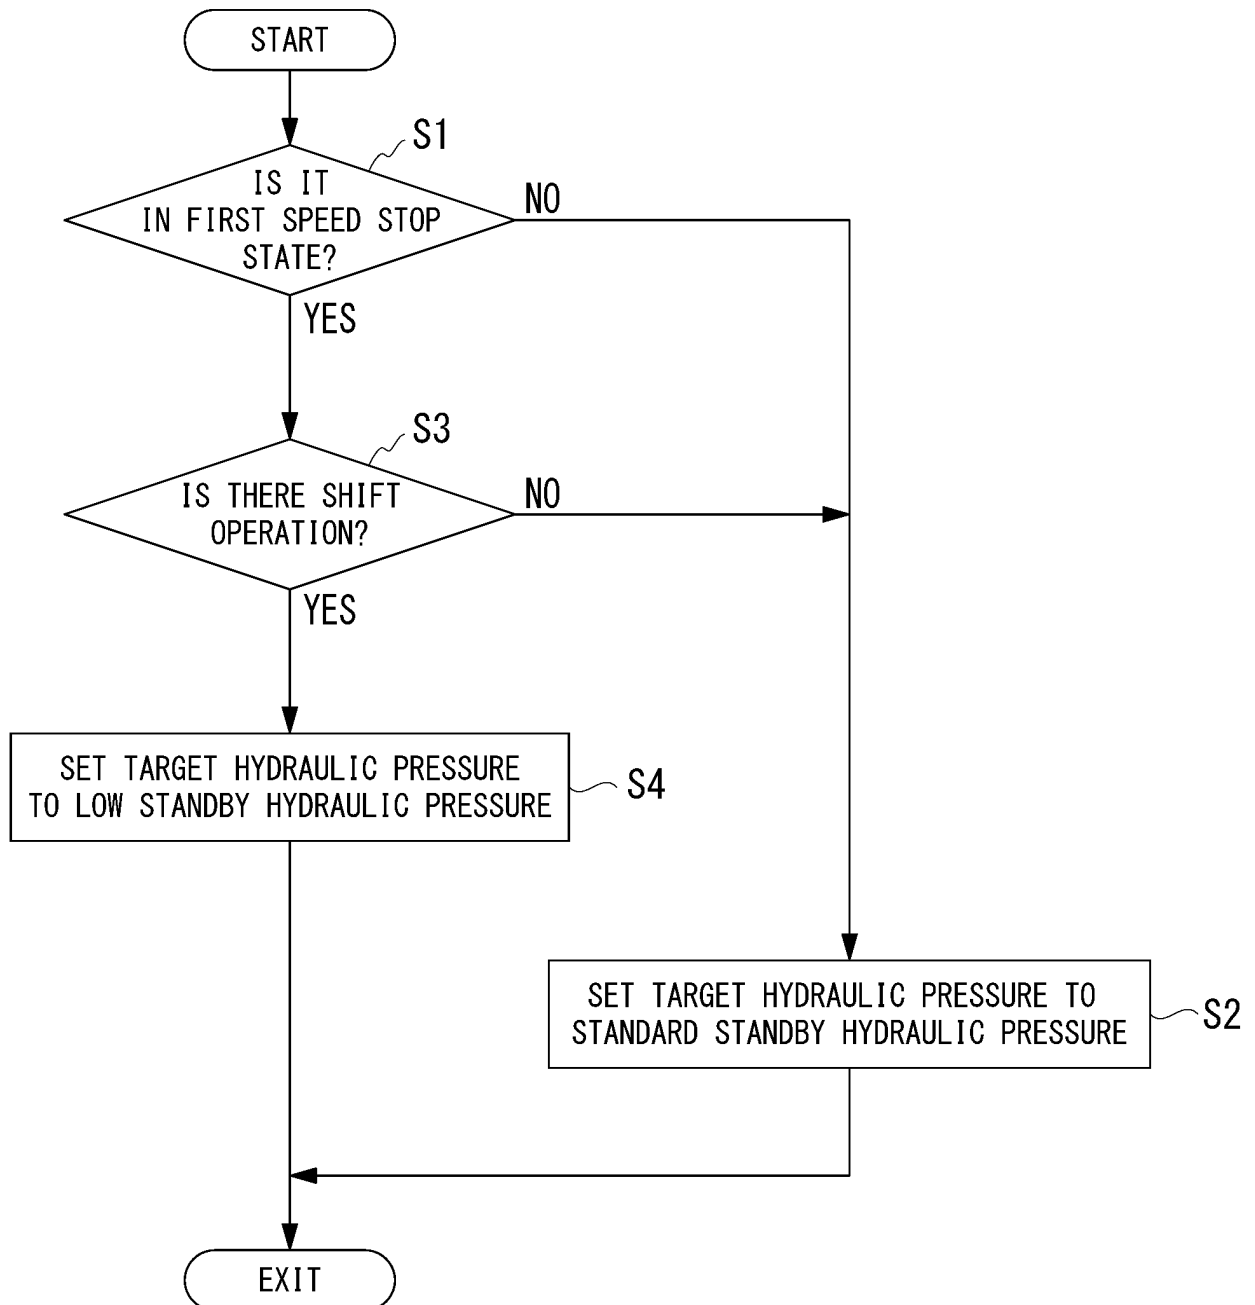 START
S1
IS IT
IN FIRST SPEED STOP
STATE?
NO
YES
S3
IS THERE SHIFT
OPERATION?
NO
YES
SET TARGET HYDRAULIC PRESSURE
TO LOW STANDBY HYDRAULIC PRESSURE
S4
SET TARGET HYDRAULIC PRESSURE TO
STANDARD STANDBY HYDRAULIC PRESSURE
S2
EXIT